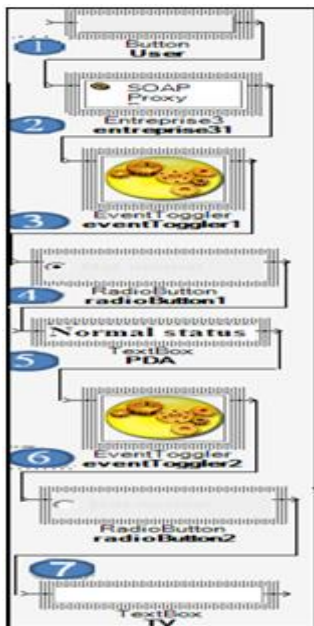 1
Button
User
SOAP
Proxy
2
Entreprise3
entreprise31
3
EventToggler
eventToggler1
4
RadioButton
radioButton1
Normal status
5
TextBox
PDA
6
EventToggler
eventToggler2
RadioButton
radioButton2
7
TextBox
TV